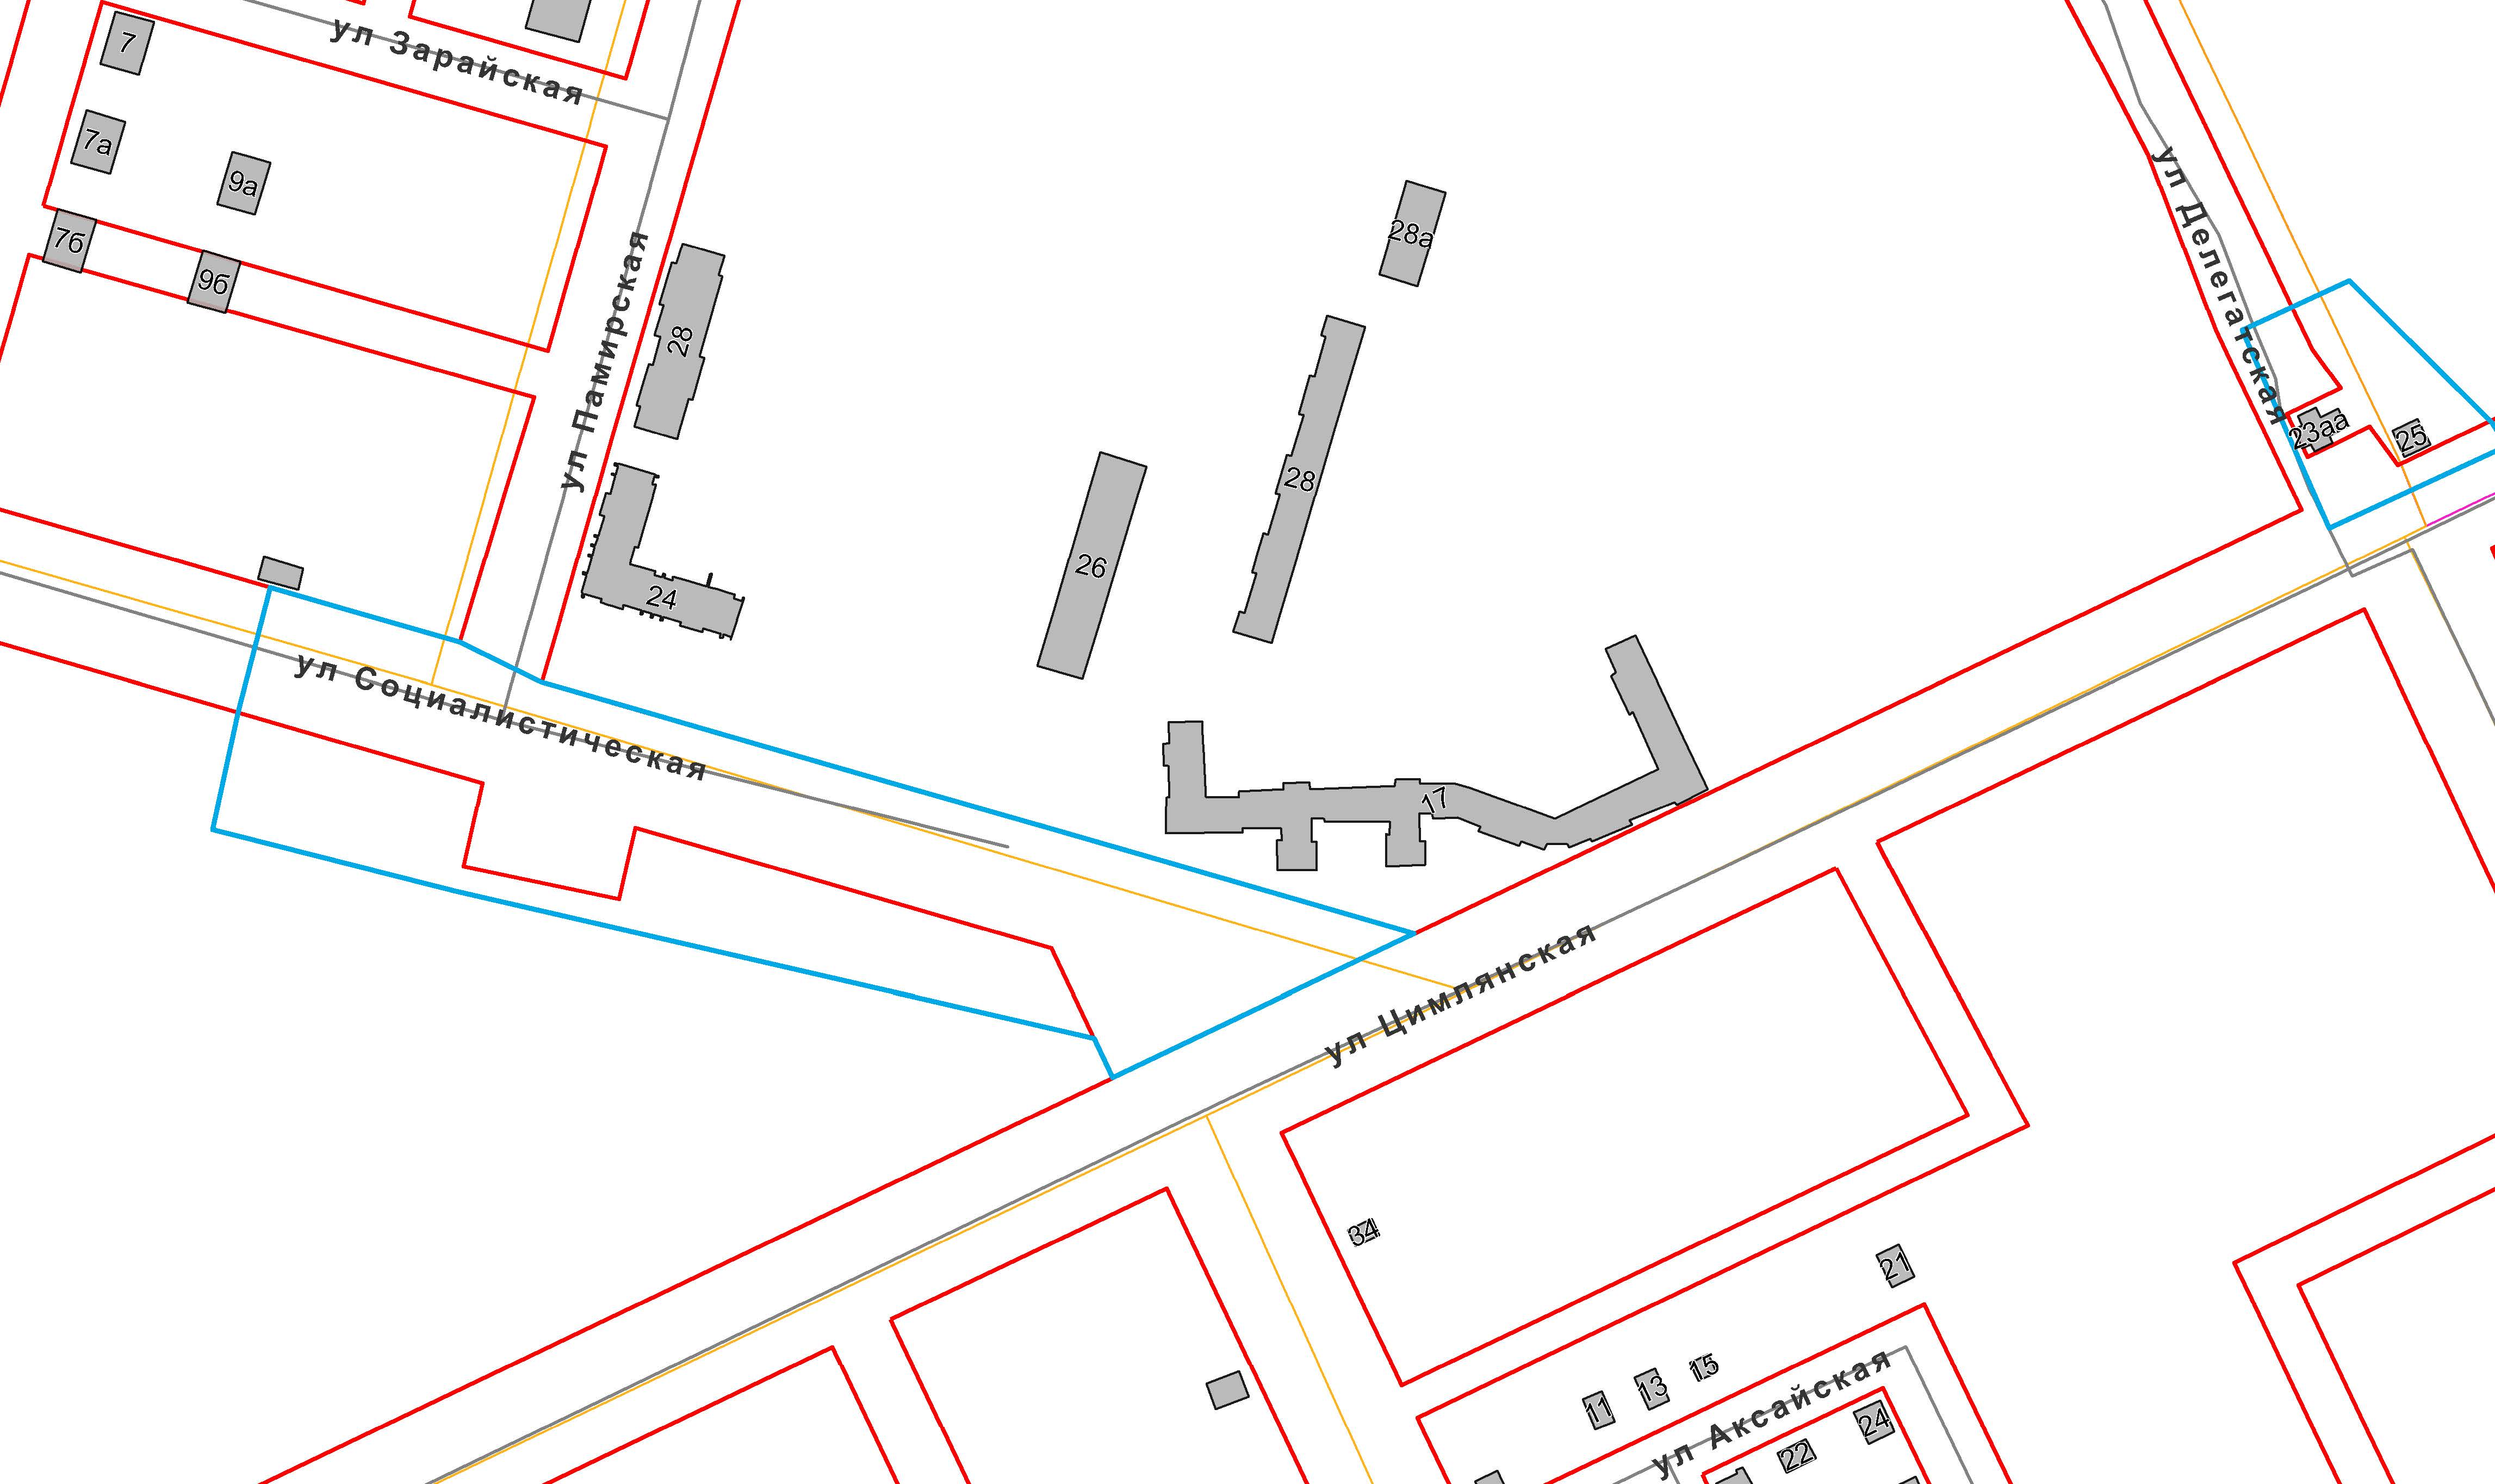 7
ул Зарайская
7а
9а
7б
9б
ул Памирская
28
24
28а
28
26
17
ул Делегатская
23аа
25
ул Социалистическая
ул Цимлянская
34
21
11
13
15
ул Аксайская
24
22